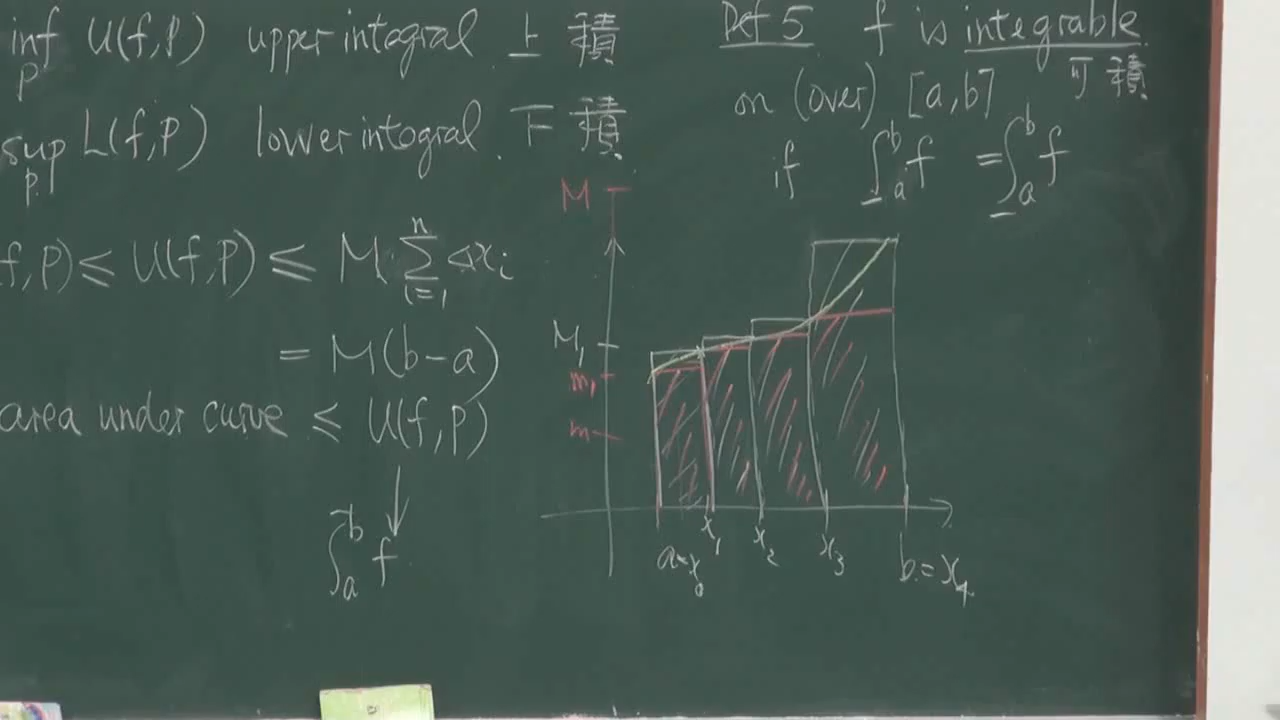 inf U(f,P) upper integral 上積
P
sup L(f,P) lower integral. 下積
P
f,P) ≤ U(f,P) ≤ M ∑ᵢ₌₁ⁿ Δxᵢ
= M(b-a)
area under curve ≤ U(f,P)
∫ₐᵇ f
Def 5 f is integrable 可積
on (over) [a,b]
if ∫ₐᵇ f = ∫ₐᵇ f
M
M₁
m₁
m
a=x₀ x₁ x₂ x₃ b=x₄